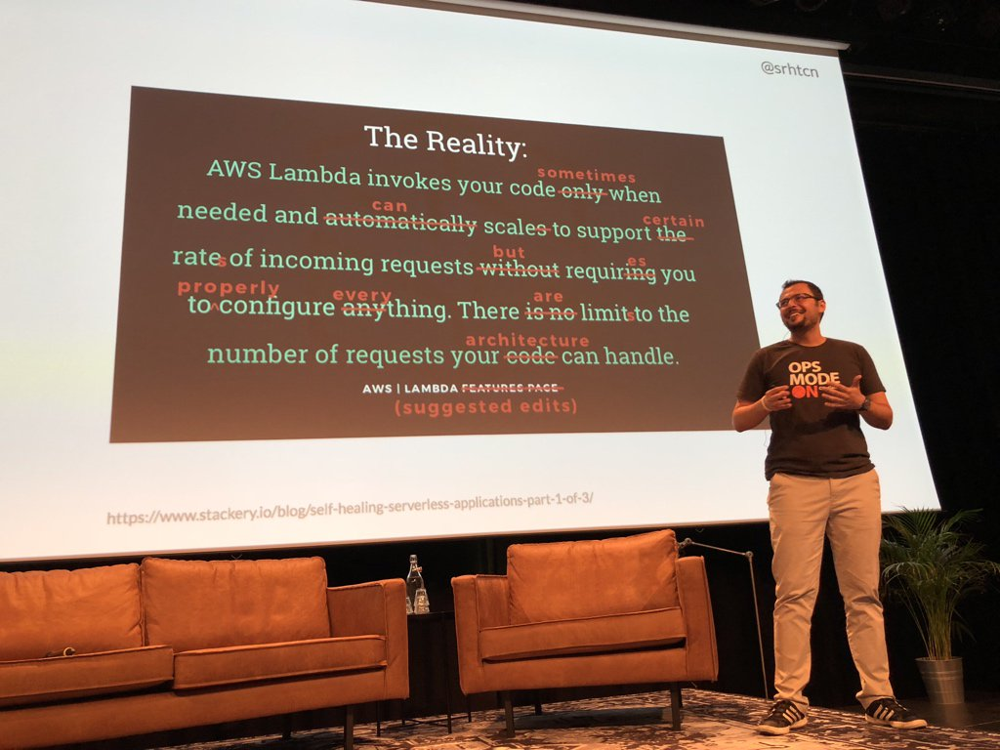 @srhtcn
The Reality:
sometimes
AWS Lambda invokes your code only when
can certain
needed and automatically scales to support the
but es
rates of incoming requests without requiring you
properly every are
to ^ configure anything. There is no limits to the
architecture
number of requests your code can handle.
AWS | LAMBDA FEATURES PAGE
(suggested edits)
https://www.stackery.io/blog/self-healing-serverless-applications-part-1-of-3/
OPS
MODE
ON